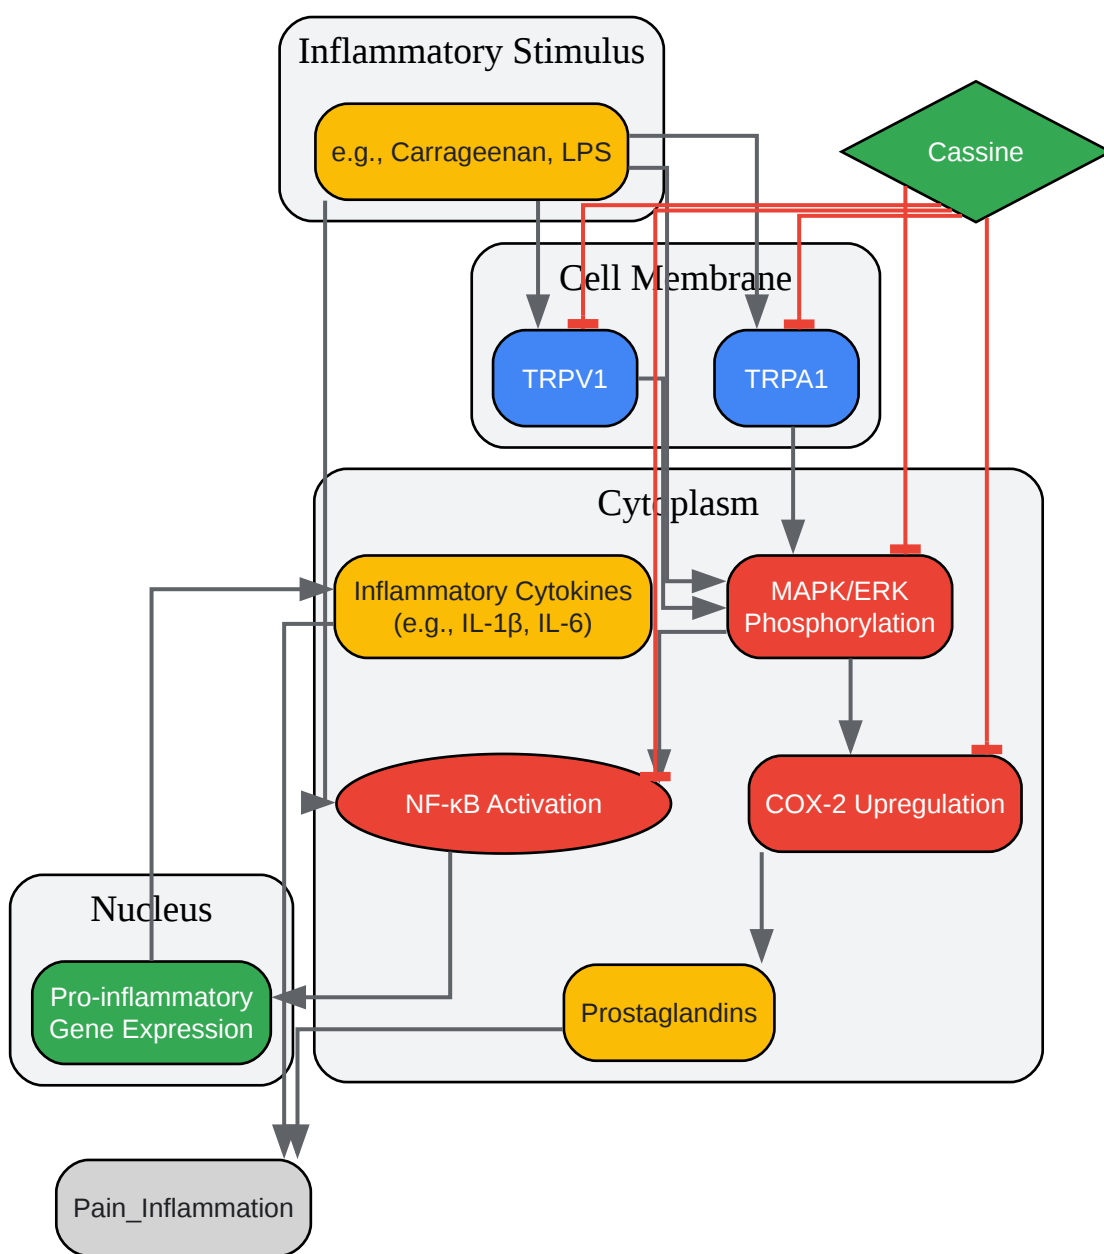 Inflammatory Stimulus
e.g., Carrageenan, LPS
Cassine
Cell Membrane
TRPV1
TRPA1
Cytoplasm
Inflammatory Cytokines
(e.g., IL-1β, IL-6)
MAPK/ERK
Phosphorylation
NF-κB Activation
COX-2 Upregulation
Nucleus
Pro-inflammatory
Gene Expression
Prostaglandins
Pain_Inflammation